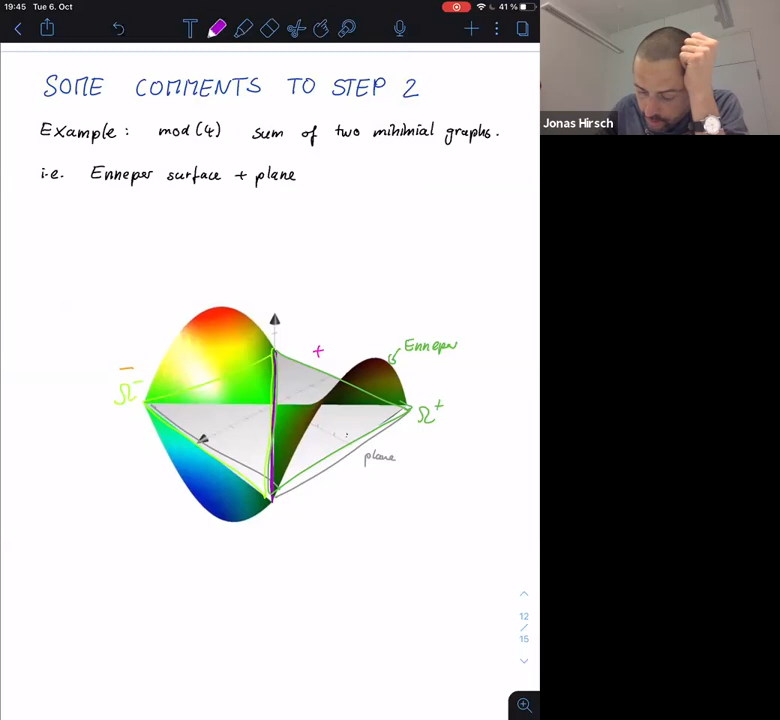 19:45 Tue 6. Oct
41 %
SOME COMMENTS TO STEP 2
Example: mod(4) sum of two minimial graphs.
i.e. Enneper surface + plane
+
Enneper
−
Ω⁻
Ω⁺
plane
12
/
15
Jonas Hirsch